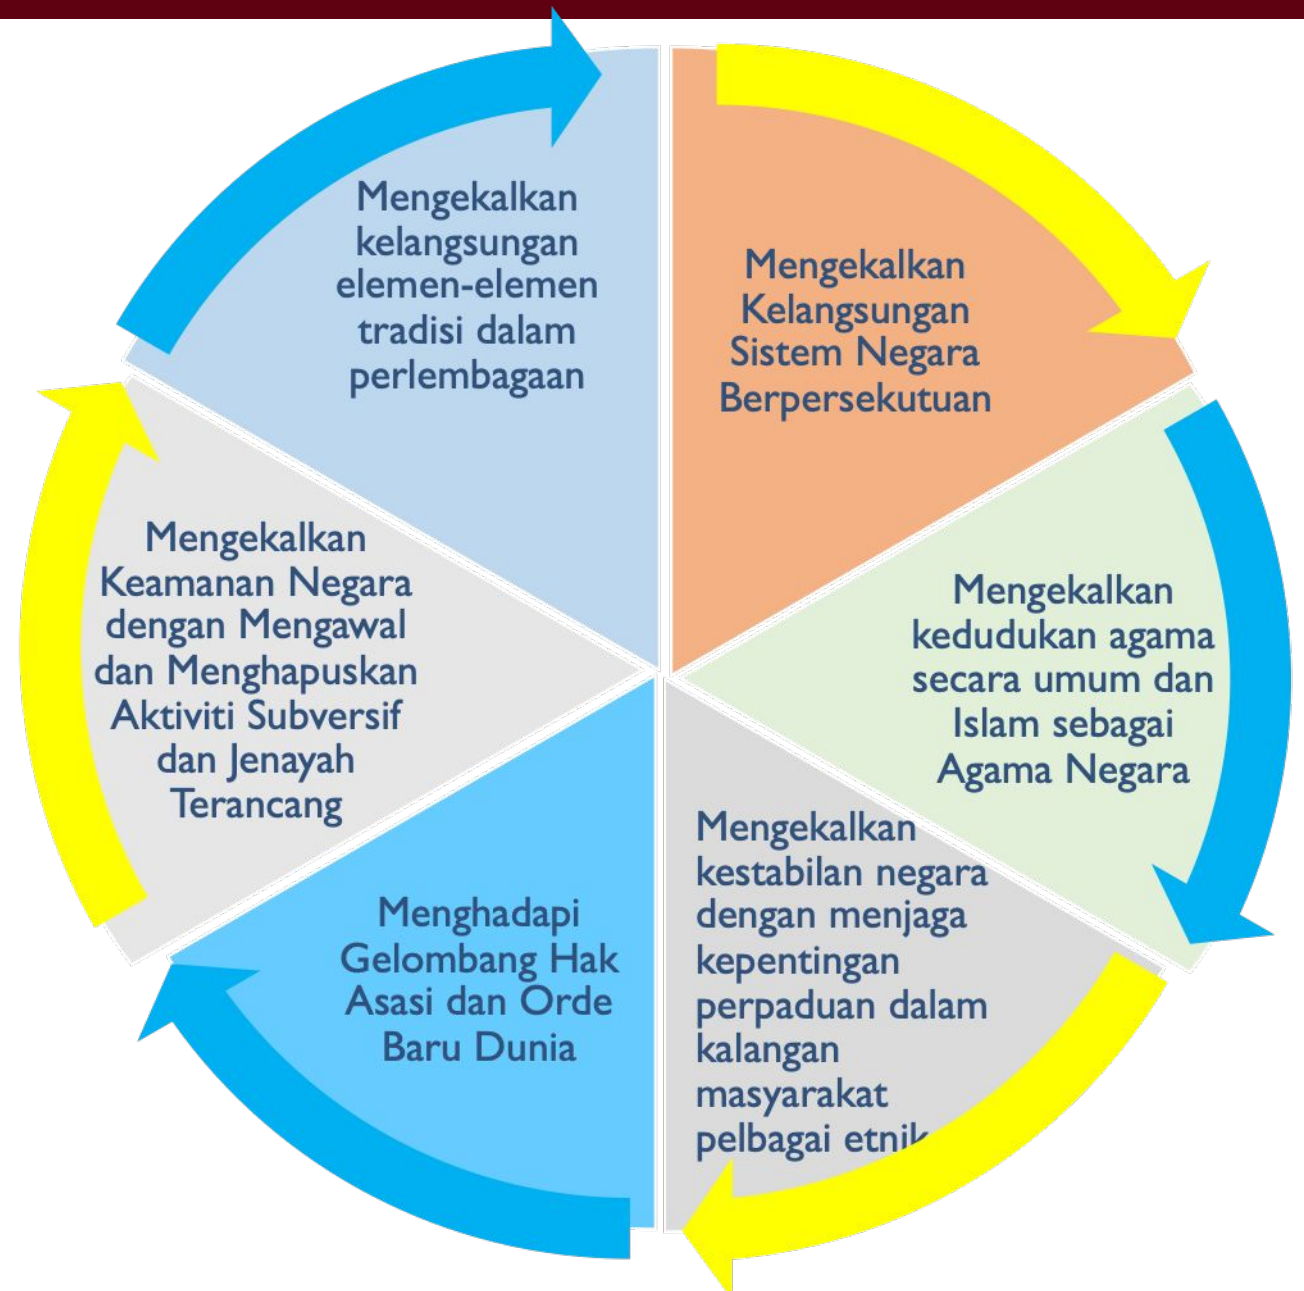 Mengekalkan
kelangsungan
elemen-elemen
tradisi dalam
perlembagaan
Mengekalkan
Kelangsungan
Sistem Negara
Berpersekutuan
Mengekalkan
kedudukan agama
secara umum dan
Islam sebagai
Agama Negara
Mengekalkan
kestabilan negara
dengan menjaga
kepentingan
perpaduan dalam
kalangan
masyarakat
pelbagai etnik
Menghadapi
Gelombang Hak
Asasi dan Orde
Baru Dunia
Mengekalkan
Keamanan Negara
dengan Mengawal
dan Menghapuskan
Aktiviti Subversif
dan Jenayah
Terancang